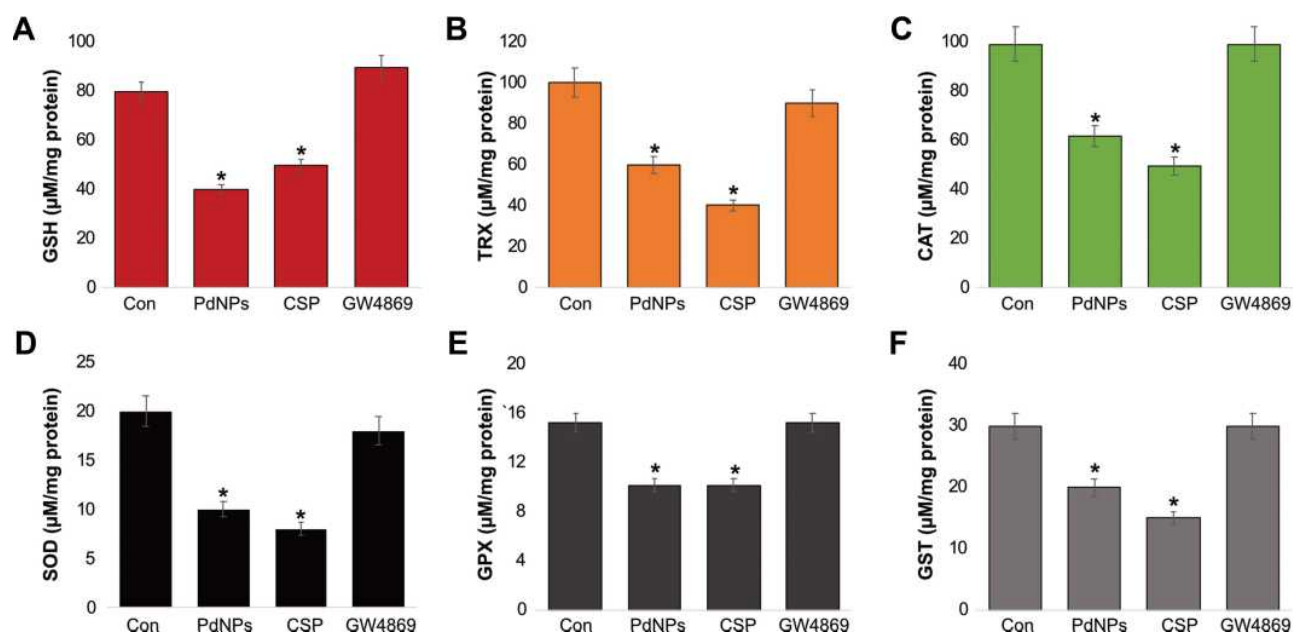 A
GSH (µM/mg protein)
100
80
60
40
20
0
*
*
Con PdNPs CSP GW4869
B
TRX (µM/mg protein)
120
100
80
60
40
20
0
*
*
Con PdNPs CSP GW4869
C
CAT (µM/mg protein)
100
80
60
40
20
0
*
*
Con PdNPs CSP GW4869
D
SOD (µM/mg protein)
25
20
15
10
5
0
*
*
Con PdNPs CSP GW4869
E
GPX (µM/mg protein)
20
`16
12
8
4
0
* *
Con PdNPs CSP GW4869
F
GST (µM/mg protein)
40
30
20
10
0
*
*
Con PdNPs CSP GW4869